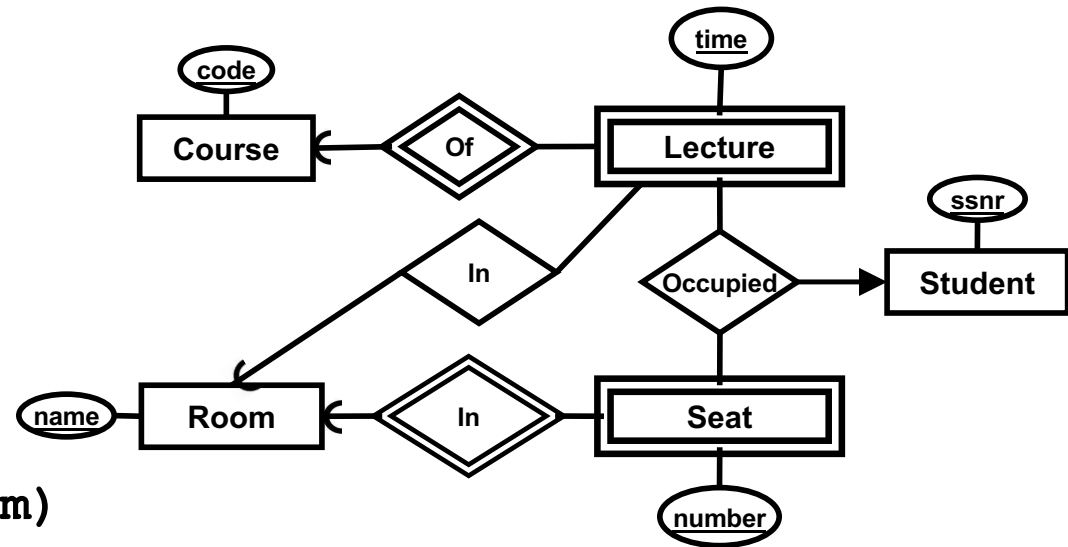 time
code
Course
Of
Lecture
ssnr
In
Occupied
Student
name
Room
In
Seat
m)
number